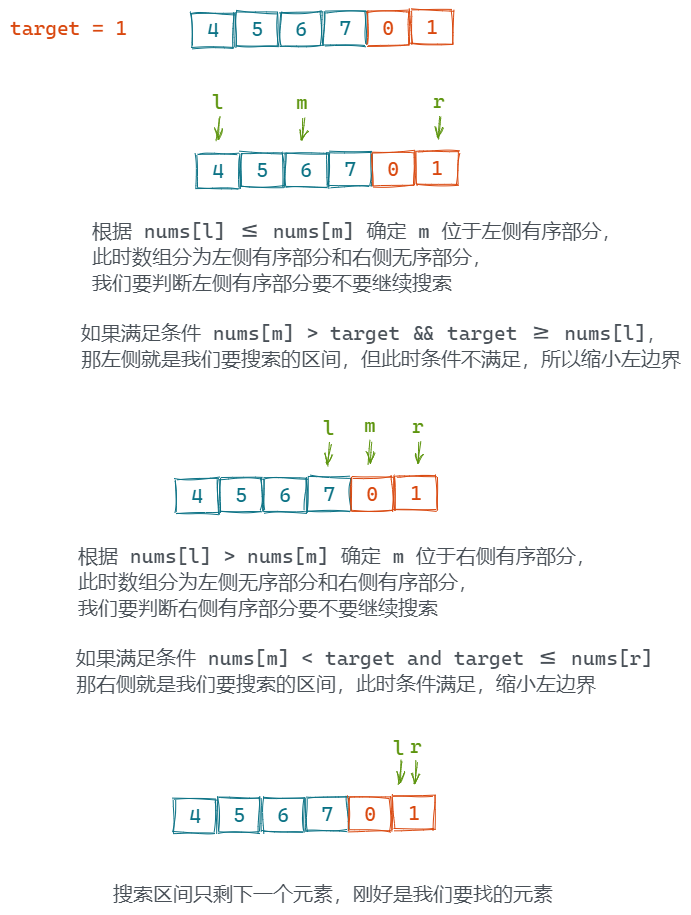 target = 1 4 5 6 7 0 1
l m r
4 5 6 7 0 1
根据 nums[l] ≤ nums[m] 确定 m 位于左侧有序部分，
此时数组分为左侧有序部分和右侧无序部分，
我们要判断左侧有序部分要不要继续搜索
如果满足条件 nums[m] > target && target ≥ nums[l]，
那左侧就是我们要搜索的区间，但此时条件不满足，所以缩小左边界
l m r
4 5 6 7 0 1
根据 nums[l] > nums[m] 确定 m 位于右侧有序部分，
此时数组分为左侧无序部分和右侧有序部分，
我们要判断右侧有序部分要不要继续搜索
如果满足条件 nums[m] < target and target ≤ nums[r]
那右侧就是我们要搜索的区间，此时条件满足，缩小左边界
l r
4 5 6 7 0 1
搜索区间只剩下一个元素，刚好是我们要找的元素